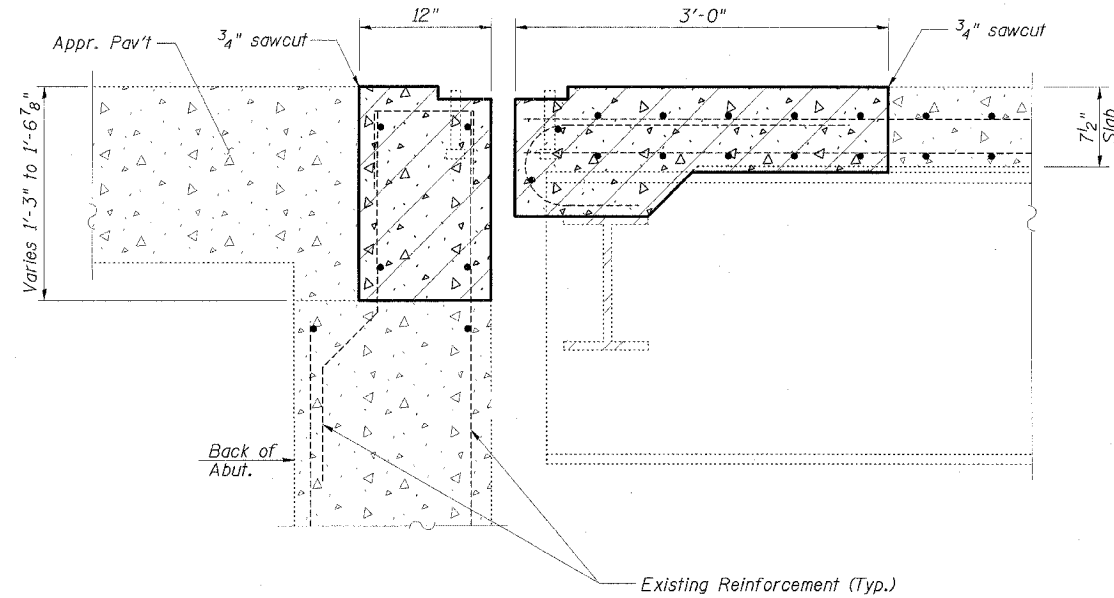 12"
3'-0"
Appr. Pav't
3/4" sawcut
3/4" sawcut
Varies 1'-3" to 1'-6 7/8"
7 1/2"
Slab
Back of
Abut.
Existing Reinforcement (Typ.)